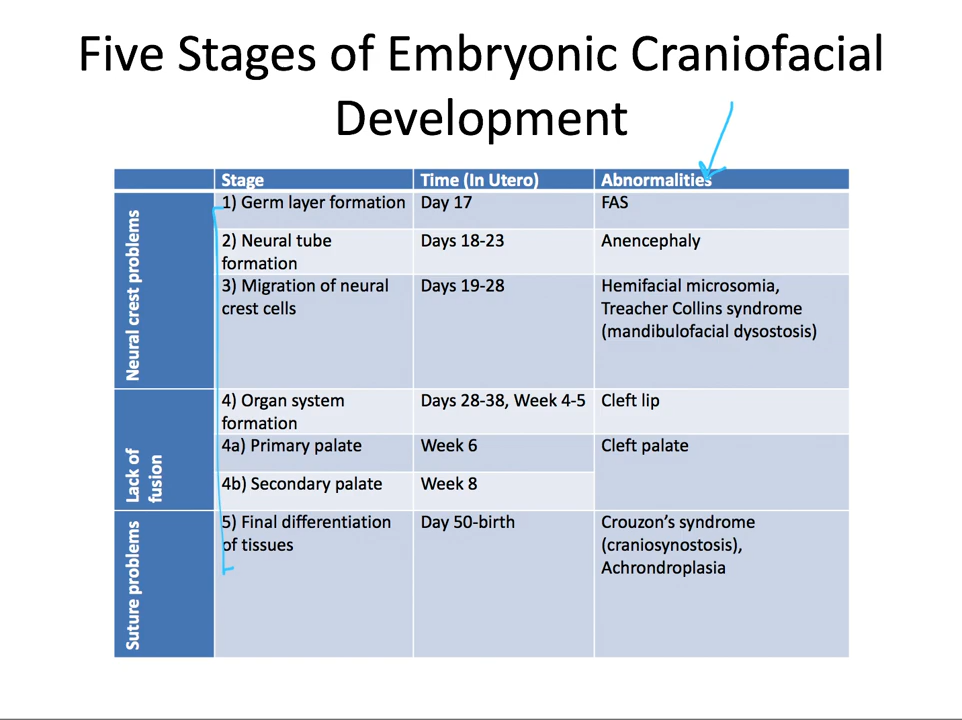 Five Stages of Embryonic Craniofacial
Development
Stage Time (In Utero) Abnormalities
Neural crest problems
1) Germ layer formation Day 17 FAS
2) Neural tube Days 18-23 Anencephaly
formation
3) Migration of neural Days 19-28 Hemifacial microsomia,
crest cells Treacher Collins syndrome
(mandibulofacial dysostosis)
Lack of
fusion
4) Organ system Days 28-38, Week 4-5 Cleft lip
formation
4a) Primary palate Week 6 Cleft palate
4b) Secondary palate Week 8
Suture problems
5) Final differentiation Day 50-birth Crouzon's syndrome
of tissues (craniosynostosis),
Achrondroplasia